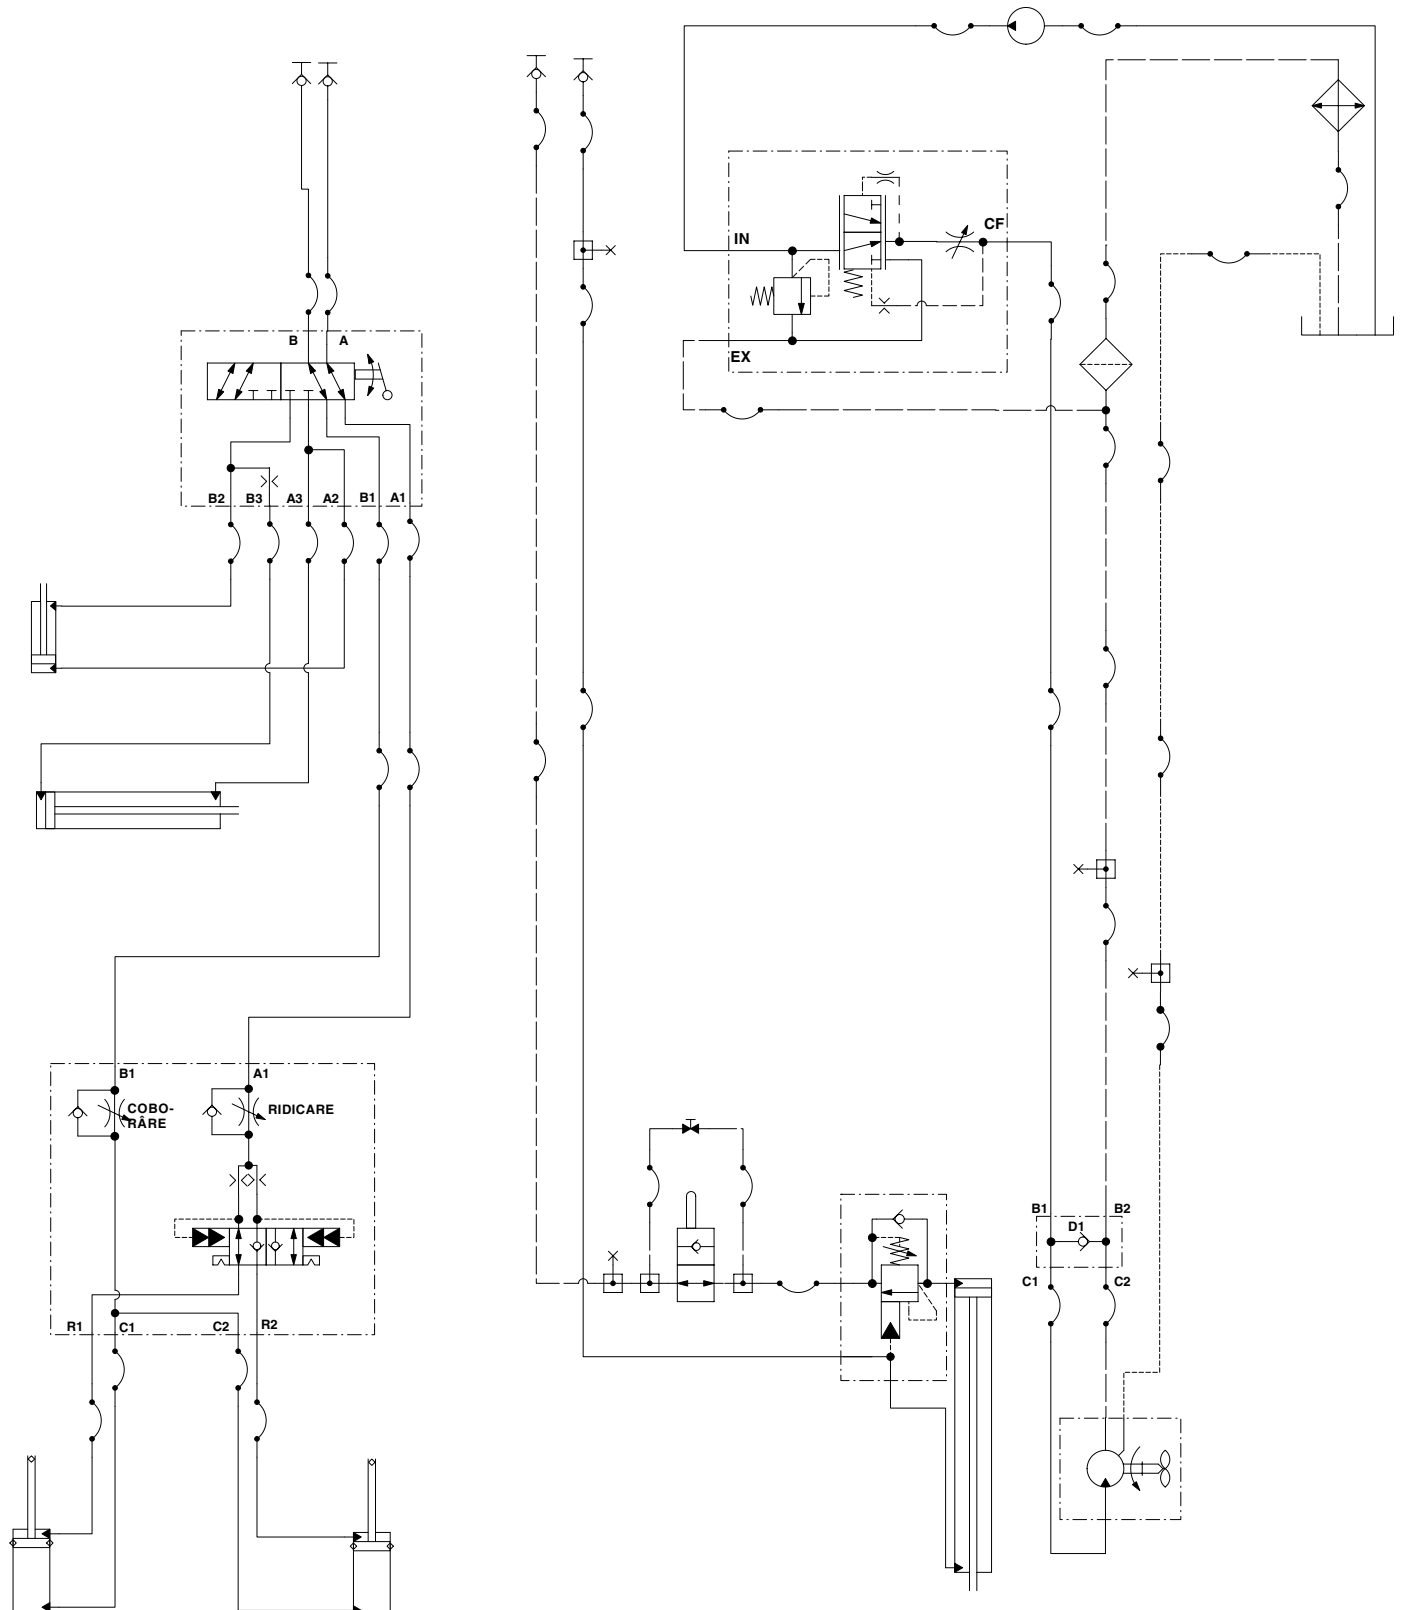 IN
CF
EX
B A
B2 B3 A3 A2 B1 A1
B1
A1
COBO-
RÂRE
RIDICARE
R1 C1 C2 R2
B1 B2
D1
C1 C2